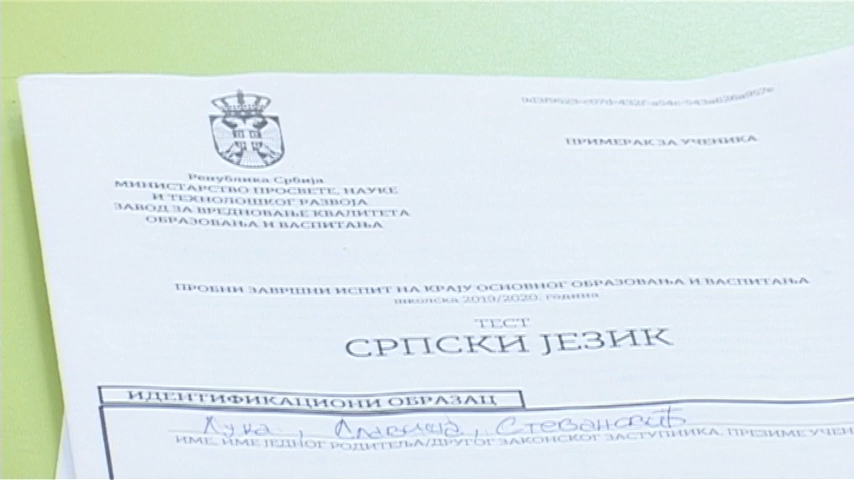 ПРИМЕРАК ЗА УЧЕНИКА
Република Србија
МИНИСТАРСТВО ПРОСВЕТЕ, НАУКЕ
И ТЕХНОЛОШКОГ РАЗВОЈА
ЗАВОД ЗА ВРЕДНОВАЊЕ КВАЛИТЕТА
ОБРАЗОВАЊА И ВАСПИТАЊА
ПРОБНИ ЗАВРШНИ ИСПИТ НА КРАЈУ ОСНОВНОГ ОБРАЗОВАЊА И ВАСПИТАЊА
школска 2019/2020. година
ТЕСТ
СРПСКИ ЈЕЗИК
ИДЕНТИФИКАЦИОНИ ОБРАЗАЦ
Лука, Славиша, Стевановић
ИМЕ, ИМЕ ЈЕДНОГ РОДИТЕЉА/ДРУГОГ ЗАКОНСКОГ ЗАСТУПНИКА, ПРЕЗИМЕ УЧЕН